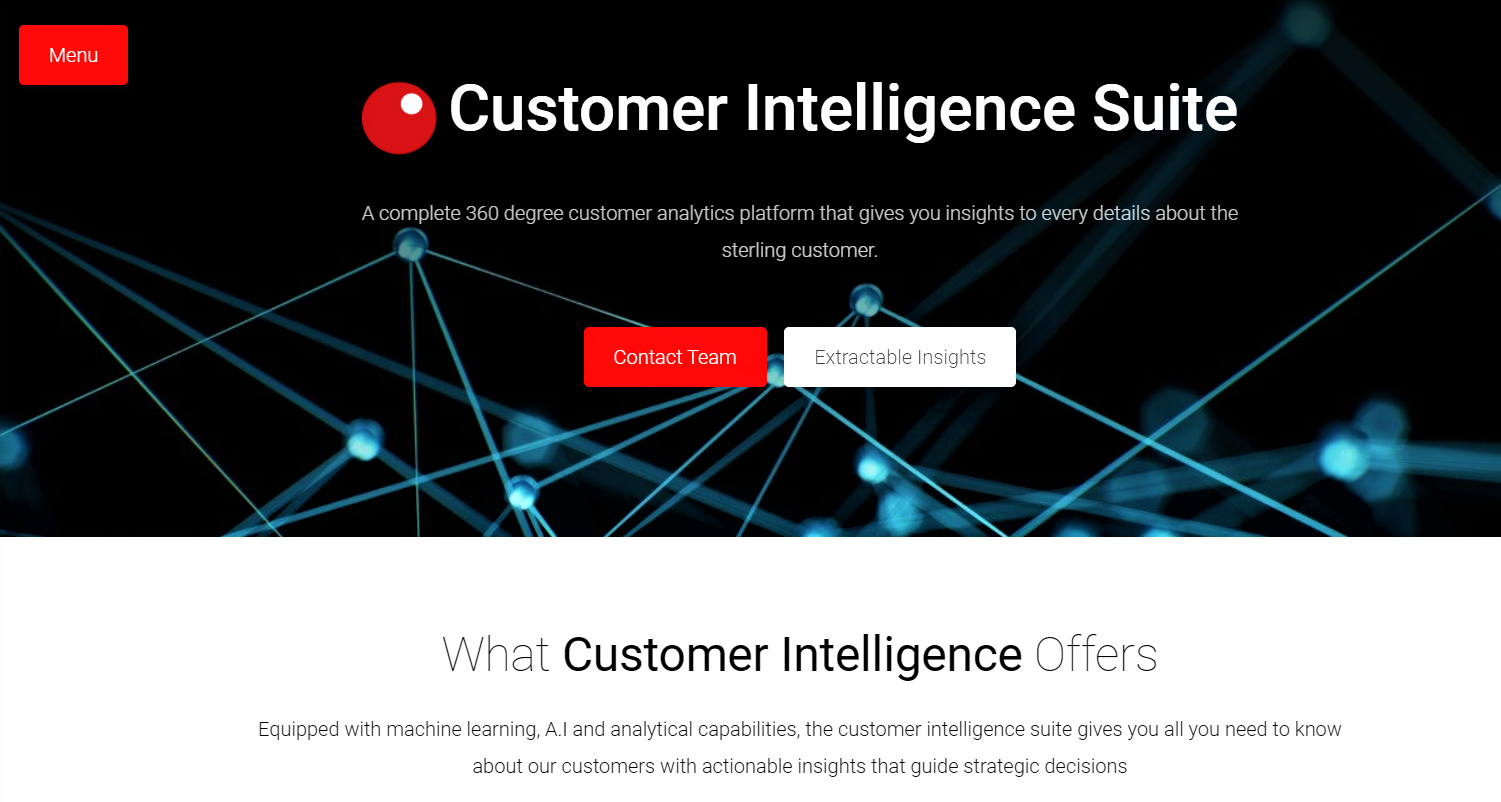 Menu
Customer Intelligence Suite
A complete 360 degree customer analytics platform that gives you insights to every details about the
sterling customer.
Contact Team
Extractable Insights
What Customer Intelligence Offers
Equipped with machine learning, A.I and analytical capabilities, the customer intelligence suite gives you all you need to know
about our customers with actionable insights that guide strategic decisions